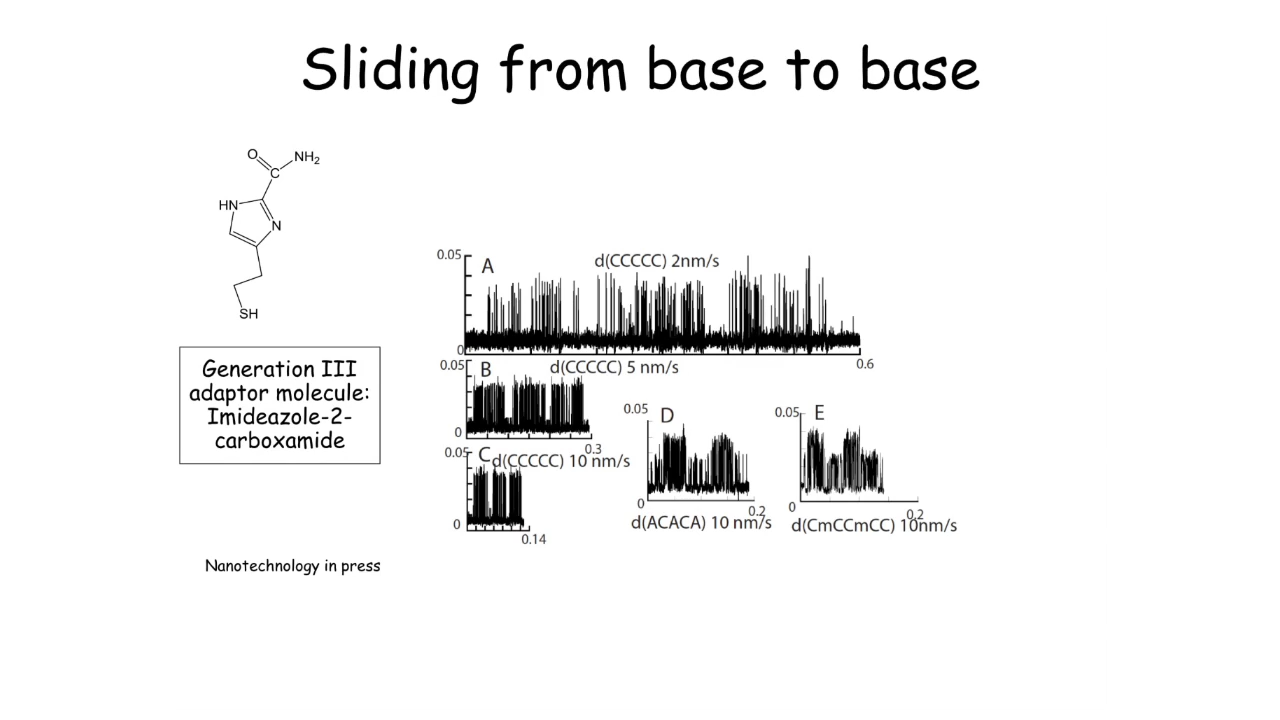 Sliding from base to base
O
NH2
C
HN
N
SH
Generation III
adaptor molecule:
Imideazole-2-
carboxamide
Nanotechnology in press
0.05
A
d(CCCCC) 2nm/s
0
0.6
0.05
B
d(CCCCC) 5 nm/s
0
0.3
0.05
C
d(CCCCC) 10 nm/s
0
0.14
0.05
D
0
0.2
d(ACACA) 10 nm/s
0.05
E
0
0.2
d(CmCCmCC) 10nm/s